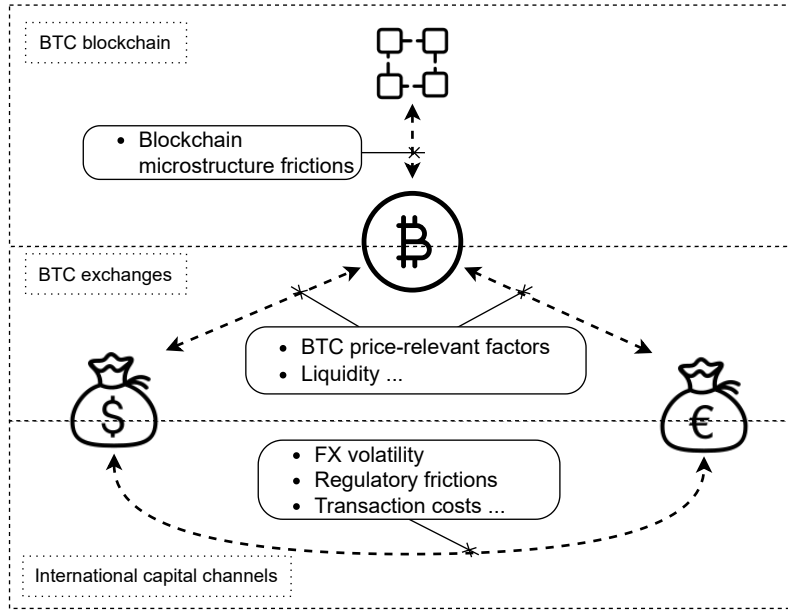 BTC blockchain
• Blockchain
microstructure frictions
₿
BTC exchanges
• BTC price-relevant factors
• Liquidity ...
$
€
• FX volatility
• Regulatory frictions
• Transaction costs ...
International capital channels